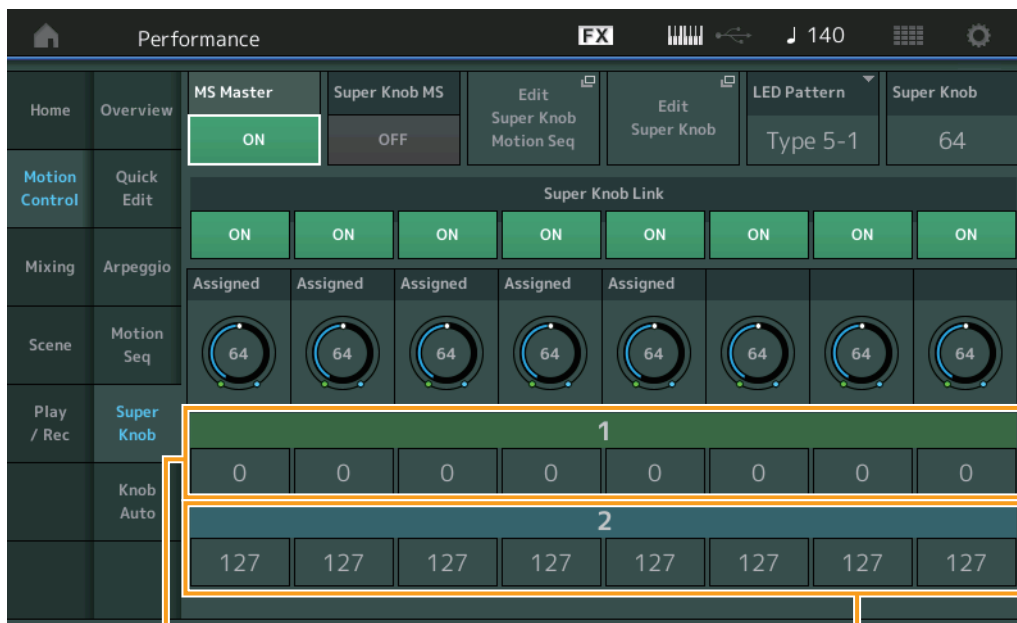 Performance
FX
140
Home
Overview
Motion
Control
Quick
Edit
Mixing
Arpeggio
Scene
Motion
Seq
Play
/ Rec
Super
Knob
Knob
Auto
MS Master
ON
Super Knob MS
OFF
Edit
Super Knob
Motion Seq
Edit
Super Knob
LED Pattern
Type 5-1
Super Knob
64
Super Knob Link
ON ON ON ON ON ON ON ON
Assigned Assigned Assigned Assigned Assigned
64 64 64 64 64 64 64 64
1
0 0 0 0 0 0 0 0
2
127 127 127 127 127 127 127 127